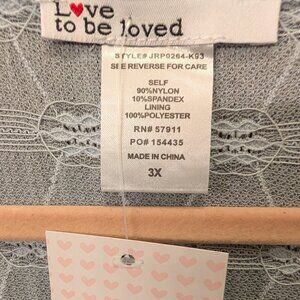 Love
to be loved
STYLE# JRP0264-K93
SEE REVERSE FOR CARE
SELF
90%NYLON
10%SPANDEX
LINING
100%POLYESTER
RN# 57911
PO# 154435
MADE IN CHINA
3X